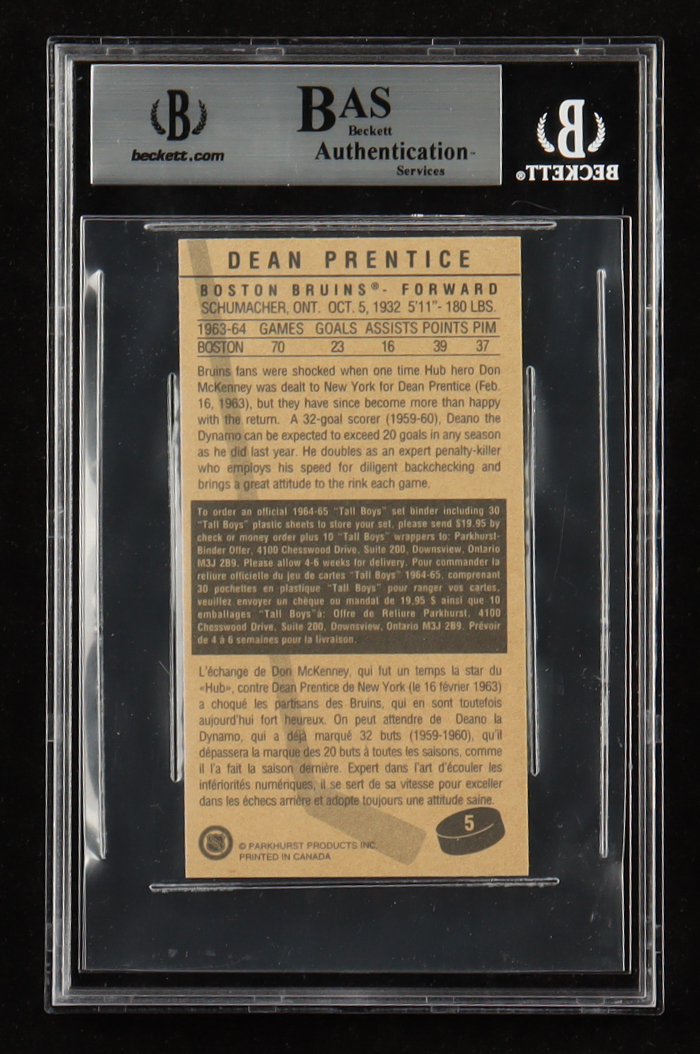 B
beckett.com
BAS
Beckett
Authentication™
Services
B
BECKETT®
DEAN PRENTICE
BOSTON BRUINS® - FORWARD
SCHUMACHER, ONT. OCT. 5, 1932 5'11"- 180 LBS.
1963-64 GAMES GOALS ASSISTS POINTS PIM
BOSTON 70 23 16 39 37
Bruins fans were shocked when one time Hub hero Don
McKenney was dealt to New York for Dean Prentice (Feb.
16, 1963), but they have since become more than happy
with the return. A 32-goal scorer (1959-60), Deano the
Dynamo can be expected to exceed 20 goals in any season
as he did last year. He doubles as an expert penalty-killer
who employs his speed for diligent backchecking and
brings a great attitude to the rink each game.
To order an official 1964-65 "Tall Boys" set binder including 30
"Tall Boys" plastic sheets to store your set, please send $19.95 by
check or money order plus 10 "Tall Boys" wrappers to: Parkhurst-
Binder Offer, 4100 Chesswood Drive, Suite 200, Downsview, Ontario
M3J 2B9. Please allow 4-6 weeks for delivery. Pour commander la
reliure officielle du jeu de cartes "Tall Boys" 1964-65, comprenant
30 pochettes en plastique "Tall Boys" pour ranger vos cartes,
veuillez envoyer un chèque ou mandat de 19,95 $ ainsi que 10
emballages "Tall Boys"à: Offre de Reliure Parkhurst, 4100
Chesswood Drive, Suite 200, Downsview, Ontario M3J 2B9. Prévoir
de 4 à 6 semaines pour la livraison.
L'échange de Don McKenney, qui fut un temps la star du
«Hub», contre Dean Prentice de New York (le 16 février 1963)
a choqué les partisans des Bruins, qui en sont toutefois
aujourd'hui fort heureux. On peut attendre de Deano la
Dynamo, qui a déjà marqué 32 buts (1959-1960), qu'il
dépassera la marque des 20 buts à toutes les saisons, comme
il l'a fait la saison dernière. Expert dans l'art d'écouler les
infériorités numériques, il se sert de sa vitesse pour exceller
dans les échecs arrière et adopte toujours une attitude saine.
5
© PARKHURST PRODUCTS INC.
PRINTED IN CANADA